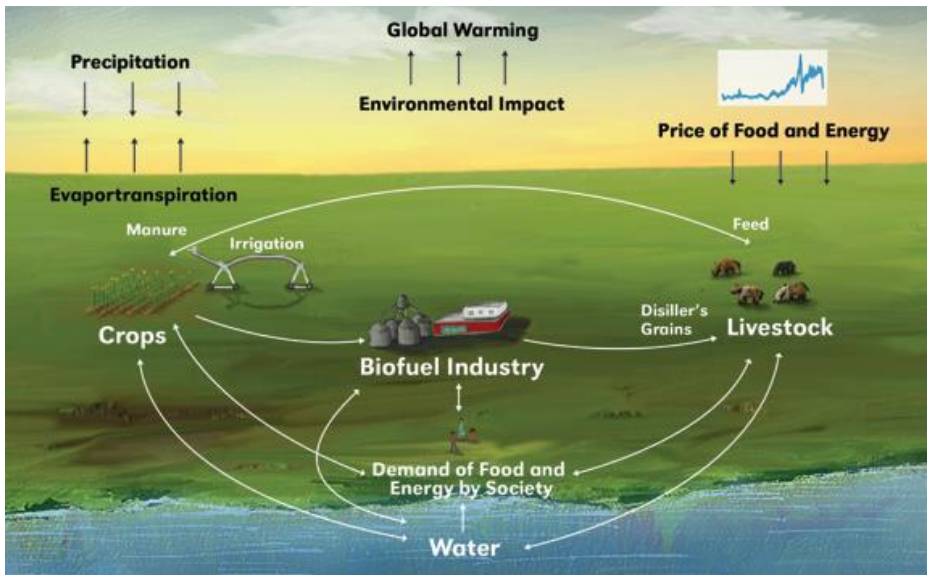 Global Warming
Precipitation
Environmental Impact
Price of Food and Energy
Evaportranspiration
Manure
Irrigation
Feed
Disiller's
Grains
Crops
Livestock
Biofuel Industry
Demand of Food and
Energy by Society
Water